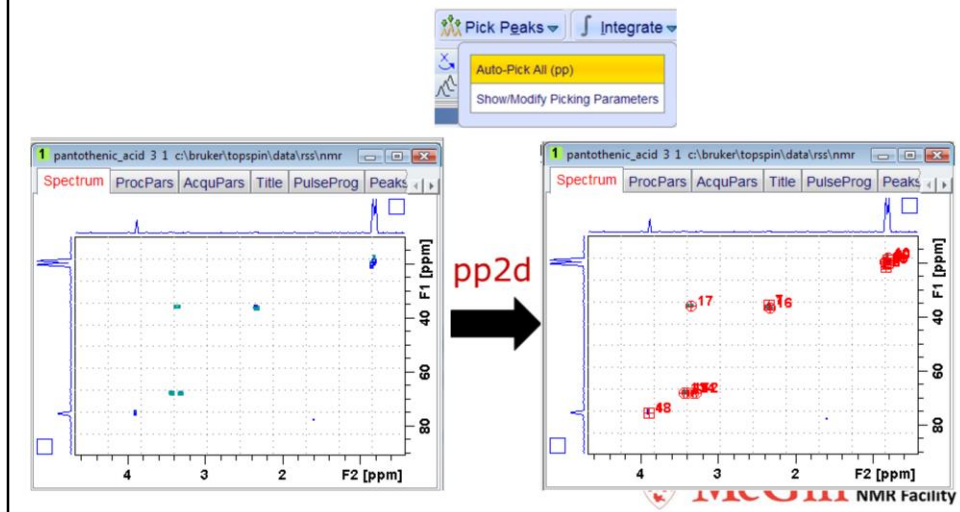 Pick Peaks Integrate
Auto-Pick All (pp)
Show/Modify Picking Parameters
1 pantothenic_acid 3 1 c:\bruker\topspin\data\rss\nmr
Spectrum ProcPars AcquPars Title PulseProg Peaks
F1 [ppm]
40
60
80
4 3 2 F2 [ppm]
pp2d
1 pantothenic_acid 3 1 c:\bruker\topspin\data\rss\nmr
Spectrum ProcPars AcquPars Title PulseProg Peaks
17
16
F1 [ppm]
40
60
80
4 3 2 F2 [ppm]
McGill NMR Facility